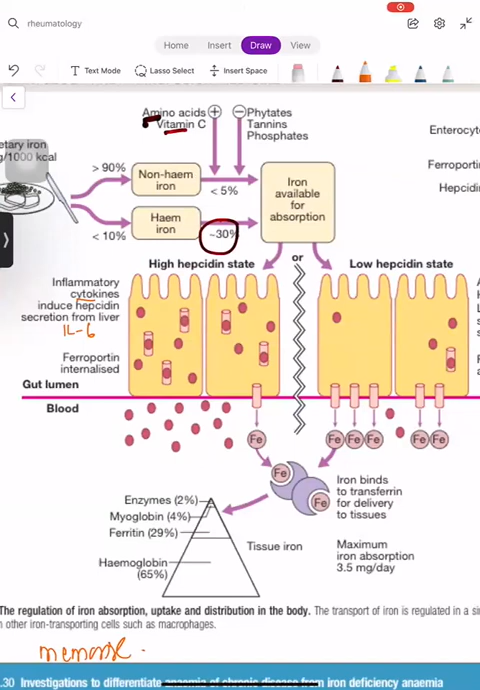 rheumatology
Home Insert Draw View
Text Mode Lasso Select Insert Space
Amino acids + − Phytates
Vitamin C Tannins
Phosphates
Enterocyt
etary iron
g/1000 kcal
Ferroportin
Hepcidin
> 90%
Non-haem
iron
< 5%
Iron
available
for
absorption
< 10%
Haem
iron
~30%
High hepcidin state or Low hepcidin state
Inflammatory
cytokines
induce hepcidin
secretion from liver
IL-6
Ferroportin
internalised
Gut lumen
Blood
Fe Fe Fe Fe Fe Fe
Fe
Fe
Iron binds
to transferrin
for delivery
to tissues
Enzymes (2%)
Myoglobin (4%)
Ferritin (29%)
Haemoglobin
(65%)
Tissue iron
Maximum
iron absorption
3.5 mg/day
The regulation of iron absorption, uptake and distribution in the body. The transport of iron is regulated in a si
n other iron-transporting cells such as macrophages.
memorise.
.30 Investigations to differentiate anaemia of chronic disease from iron deficiency anaemia